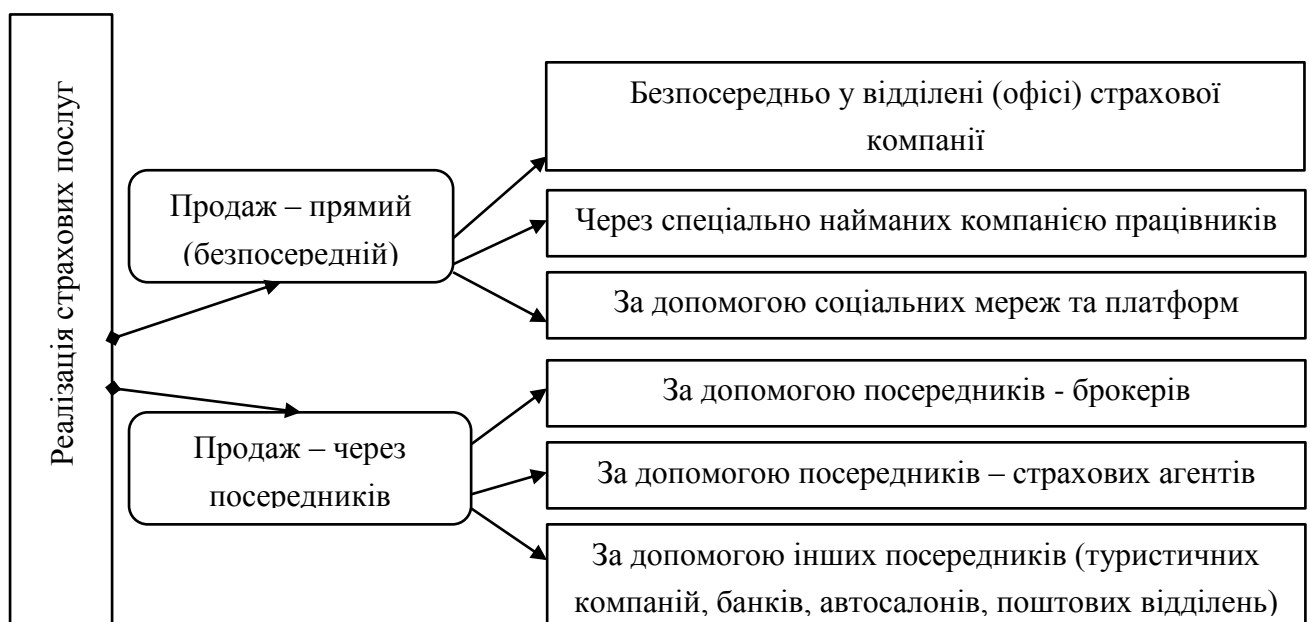 Реалізація страхових послуг
Продаж – прямий
(безпосередній)
Безпосередньо у відділені (офісі) страхової
компанії
Через спеціально найманих компанією працівників
За допомогою соціальних мереж та платформ
Продаж – через
посередників
За допомогою посередників - брокерів
За допомогою посередників – страхових агентів
За допомогою інших посередників (туристичних
компаній, банків, автосалонів, поштових відділень)